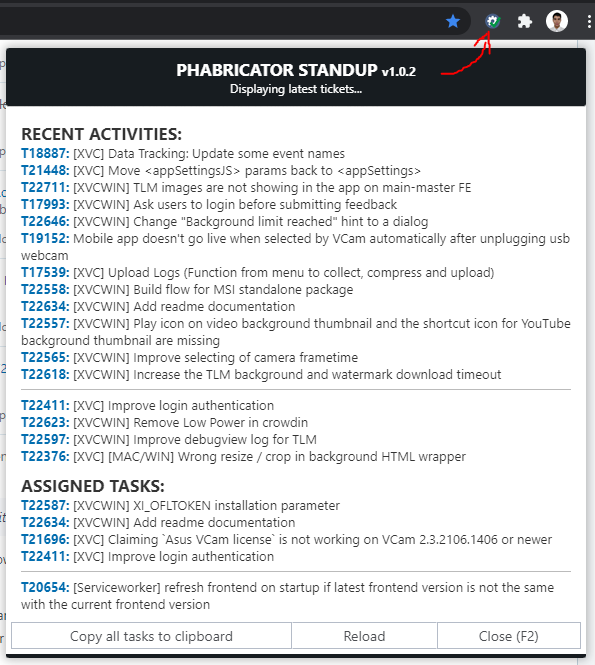 PHABRICATOR STANDUP v1.0.2
Displaying latest tickets...
RECENT ACTIVITIES:
T18887: [XVC] Data Tracking: Update some event names
T21448: [XVC] Move <appSettingsJS> params back to <appSettings>
T22711: [XVCWIN] TLM images are not showing in the app on main-master FE
T17993: [XVCWIN] Ask users to login before submitting feedback
T22646: [XVCWIN] Change "Background limit reached" hint to a dialog
T19152: Mobile app doesn't go live when selected by VCam automatically after unplugging usb
webcam
T17539: [XVC] Upload Logs (Function from menu to collect, compress and upload)
T22558: [XVCWIN] Build flow for MSI standalone package
T22634: [XVCWIN] Add readme documentation
T22557: [XVCWIN] Play icon on video background thumbnail and the shortcut icon for YouTube
background thumbnail are missing
T22565: [XVCWIN] Improve selecting of camera frametime
T22618: [XVCWIN] Increase the TLM background and watermark download timeout
T22411: [XVC] Improve login authentication
T22623: [XVCWIN] Remove Low Power in crowdin
T22597: [XVCWIN] Improve debugview log for TLM
T22376: [XVC] [MAC/WIN] Wrong resize / crop in background HTML wrapper
ASSIGNED TASKS:
T22587: [XVCWIN] XI_OFLTOKEN installation parameter
T22634: [XVCWIN] Add readme documentation
T21696: [XVC] Claiming `Asus VCam license` is not working on VCam 2.3.2106.1406 or newer
T22411: [XVC] Improve login authentication
T20654: [Serviceworker] refresh frontend on startup if latest frontend version is not the same
with the current frontend version
Copy all tasks to clipboard
Reload
Close (F2)